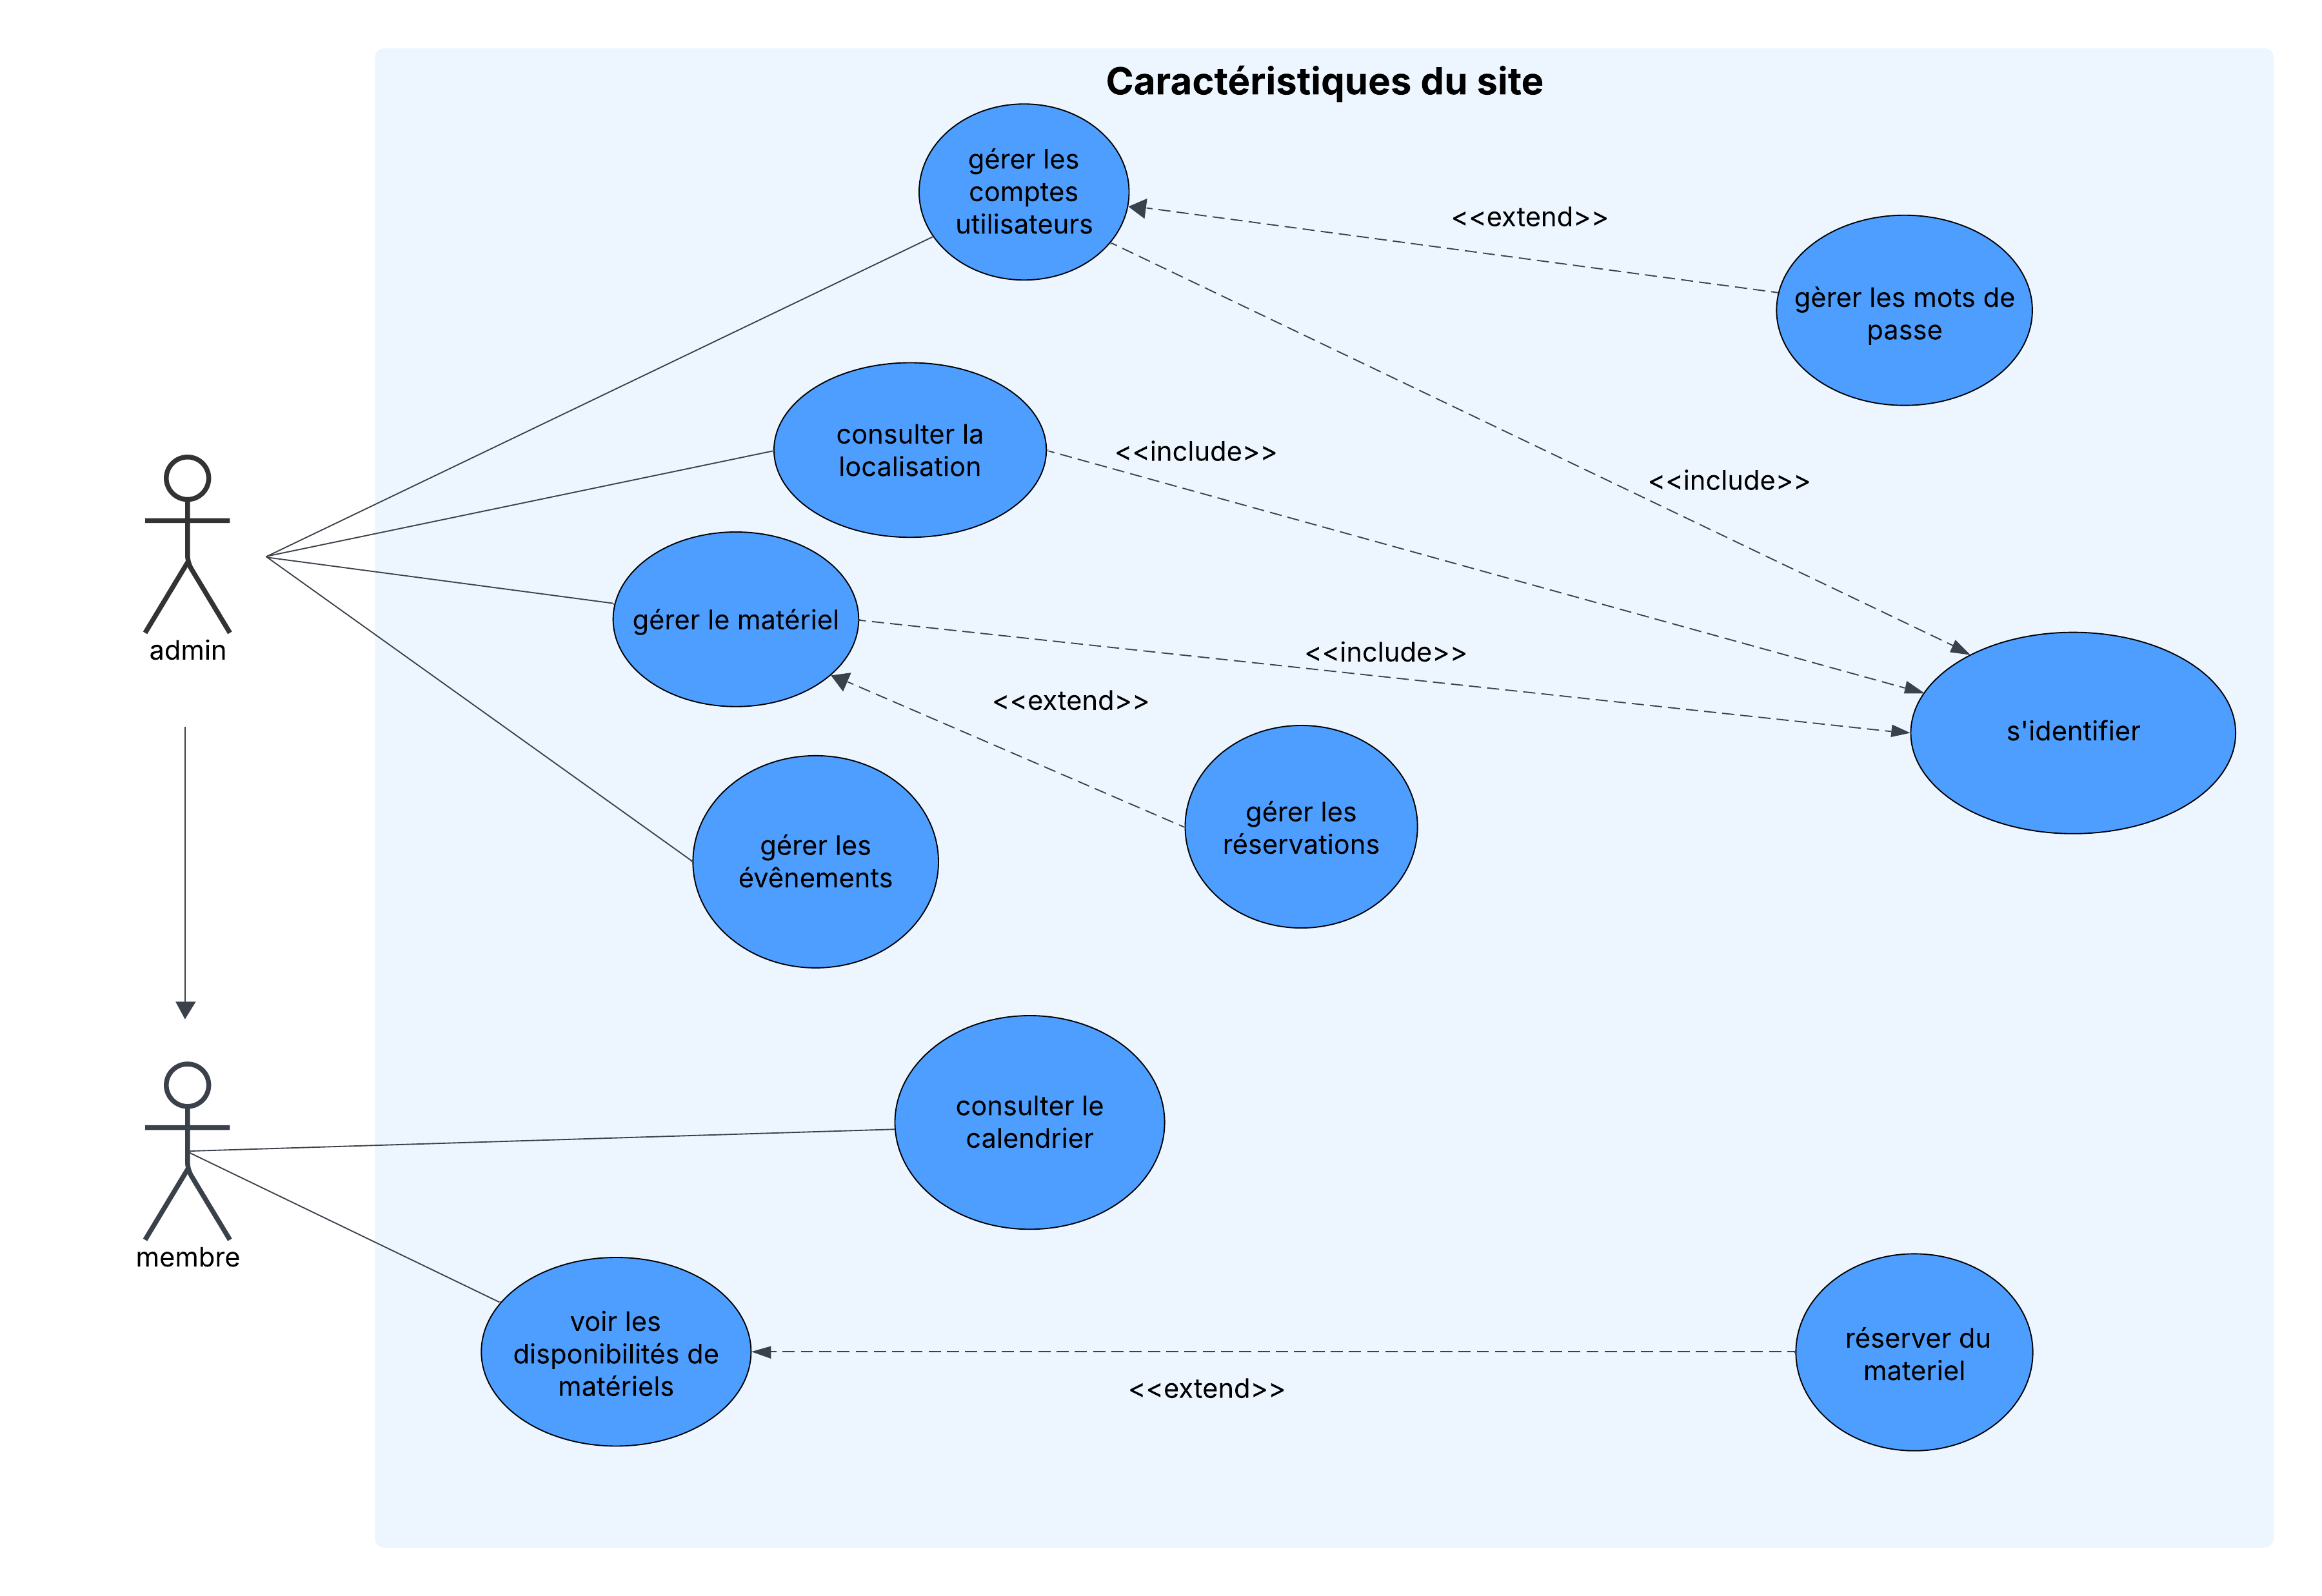 Caractéristiques du site
gérer les
comptes
utilisateurs
<<extend>>
gèrer les mots de
passe
consulter la
localisation
<<include>>
<<include>>
admin
gérer le matériel
<<include>>
<<extend>>
s'identifier
gérer les
réservations
gérer les
évênements
consulter le
calendrier
membre
voir les
disponibilités de
matériels
<<extend>>
réserver du
materiel